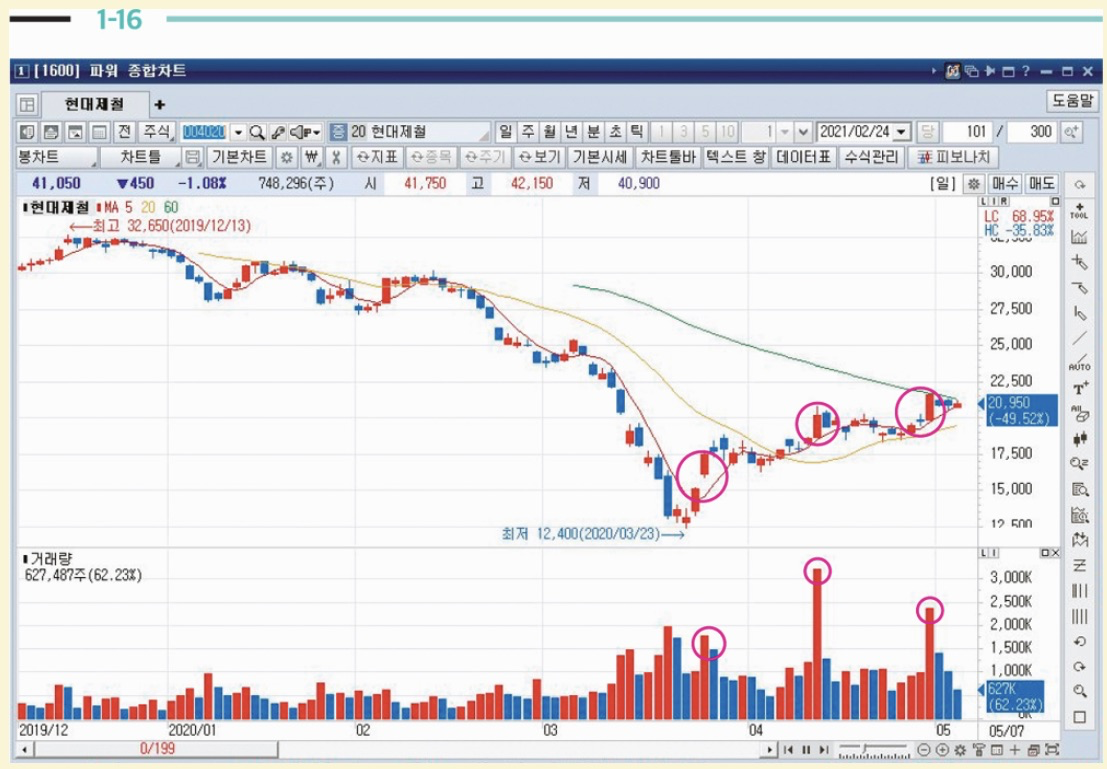 1-16
1 [1600] 파워 종합차트
현대제철 +
도움말
전 주식 004020 증 20 현대제철 일 주 월 년 분 초 틱 1 3 5 10 1 2021/02/24 당 101 / 300
봉차트 차트툴 기본차트 ₩ 지표 종목 주기 보기 기본시세 차트툴바 텍스트 창 데이터표 수식관리 피보나치
41,050 ▼450 -1.08% 748,296(주) 시 41,750 고 42,150 저 40,900 [일] 매수 매도
현대제철 MA 5 20 60
L I R
←최고 32,650(2019/12/13)
LC 68.95%
HC -35.83%
TOOL
30,000
27,500
25,000
AUTO
22,500
20,950
(-49.52%)
All
17,500
15,000
12,500
최저 12,400(2020/03/23)→
거래량
L I
627,487주(62.23%)
3,000K
2,500K
2,000K
1,500K
1,000K
627K
(62.23%)
0K
2019/12 2020/01 02 03 04 05 05/07
0/199